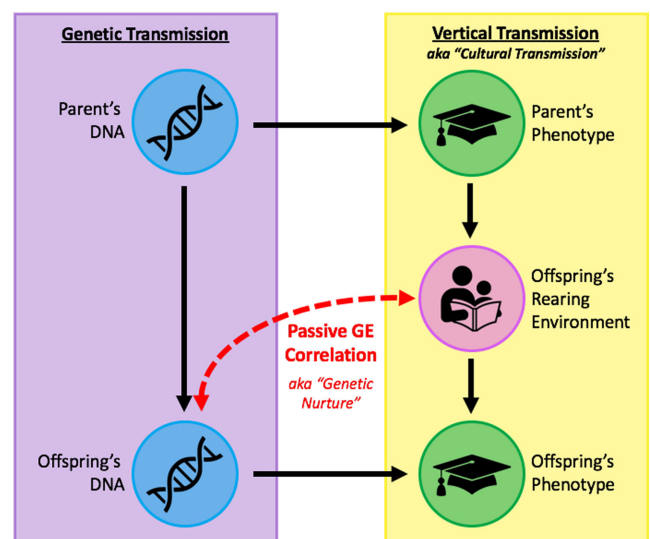 Genetic Transmission
Vertical Transmission
aka “Cultural Transmission”
Parent’s
DNA
Parent’s
Phenotype
Offspring’s
Rearing
Environment
Passive GE
Correlation
aka “Genetic
Nurture”
Offspring’s
DNA
Offspring’s
Phenotype